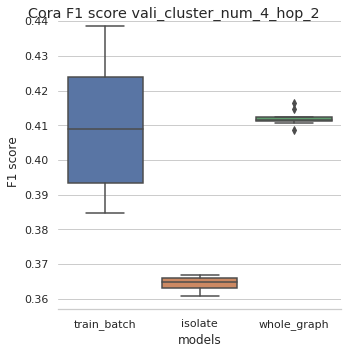 Cora F1 score vali_cluster_num_4_hop_2
0.44
0.43
0.42
0.41
0.40
0.39
0.38
0.37
0.36
F1 score
train_batch isolate whole_graph
models